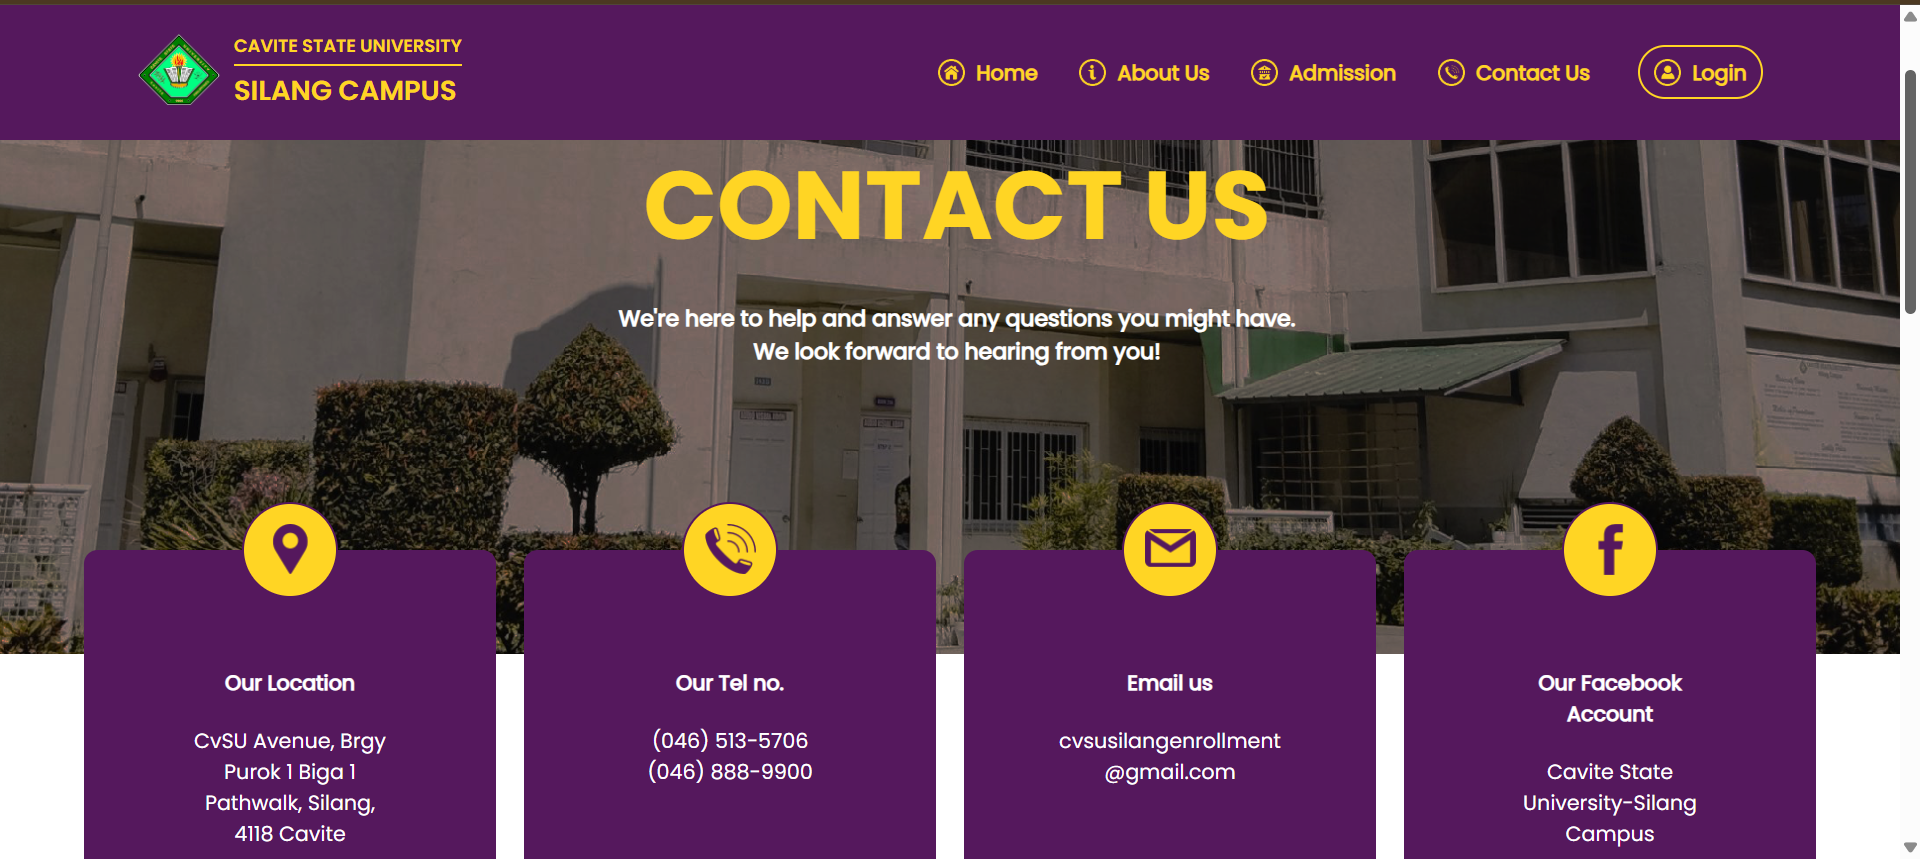 CAVITE STATE UNIVERSITY
SILANG CAMPUS
Home
About Us
Admission
Contact Us
Login
CONTACT US
We're here to help and answer any questions you might have.
We look forward to hearing from you!
Our Location
CvSU Avenue, Brgy
Purok 1 Biga 1
Pathwalk, Silang,
4118 Cavite
Our Tel no.
(046) 513-5706
(046) 888-9900
Email us
cvsusilangenrollment
@gmail.com
Our Facebook
Account
Cavite State
University-Silang
Campus